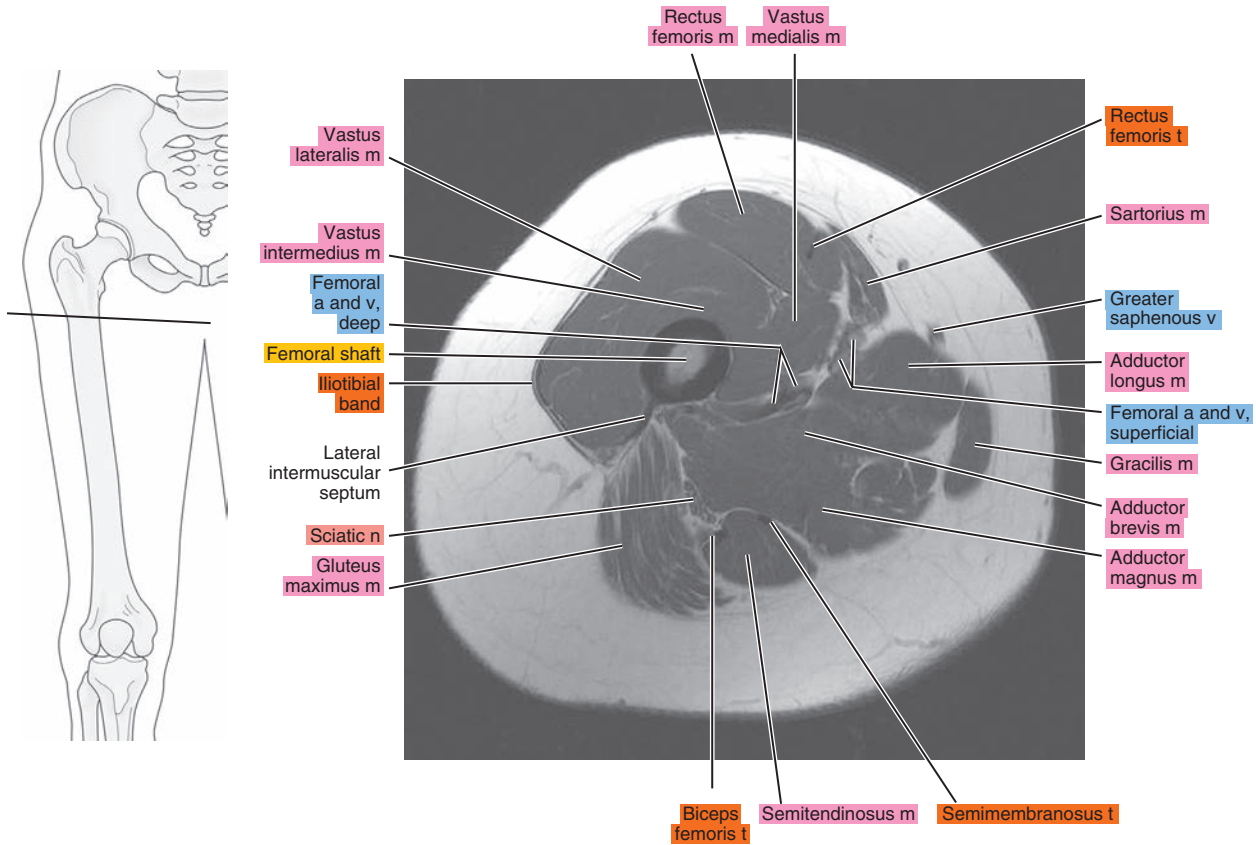 Rectus
femoris m
Vastus
medialis m
Vastus
lateralis m
Vastus
intermedius m
Femoral
a and v,
deep
Femoral shaft
Iliotibial
band
Lateral
intermuscular
septum
Sciatic n
Gluteus
maximus m
Rectus
femoris t
Sartorius m
Greater
saphenous v
Adductor
longus m
Femoral a and v,
superficial
Gracilis m
Adductor
brevis m
Adductor
magnus m
Biceps
femoris t
Semitendinosus m
Semimembranosus t